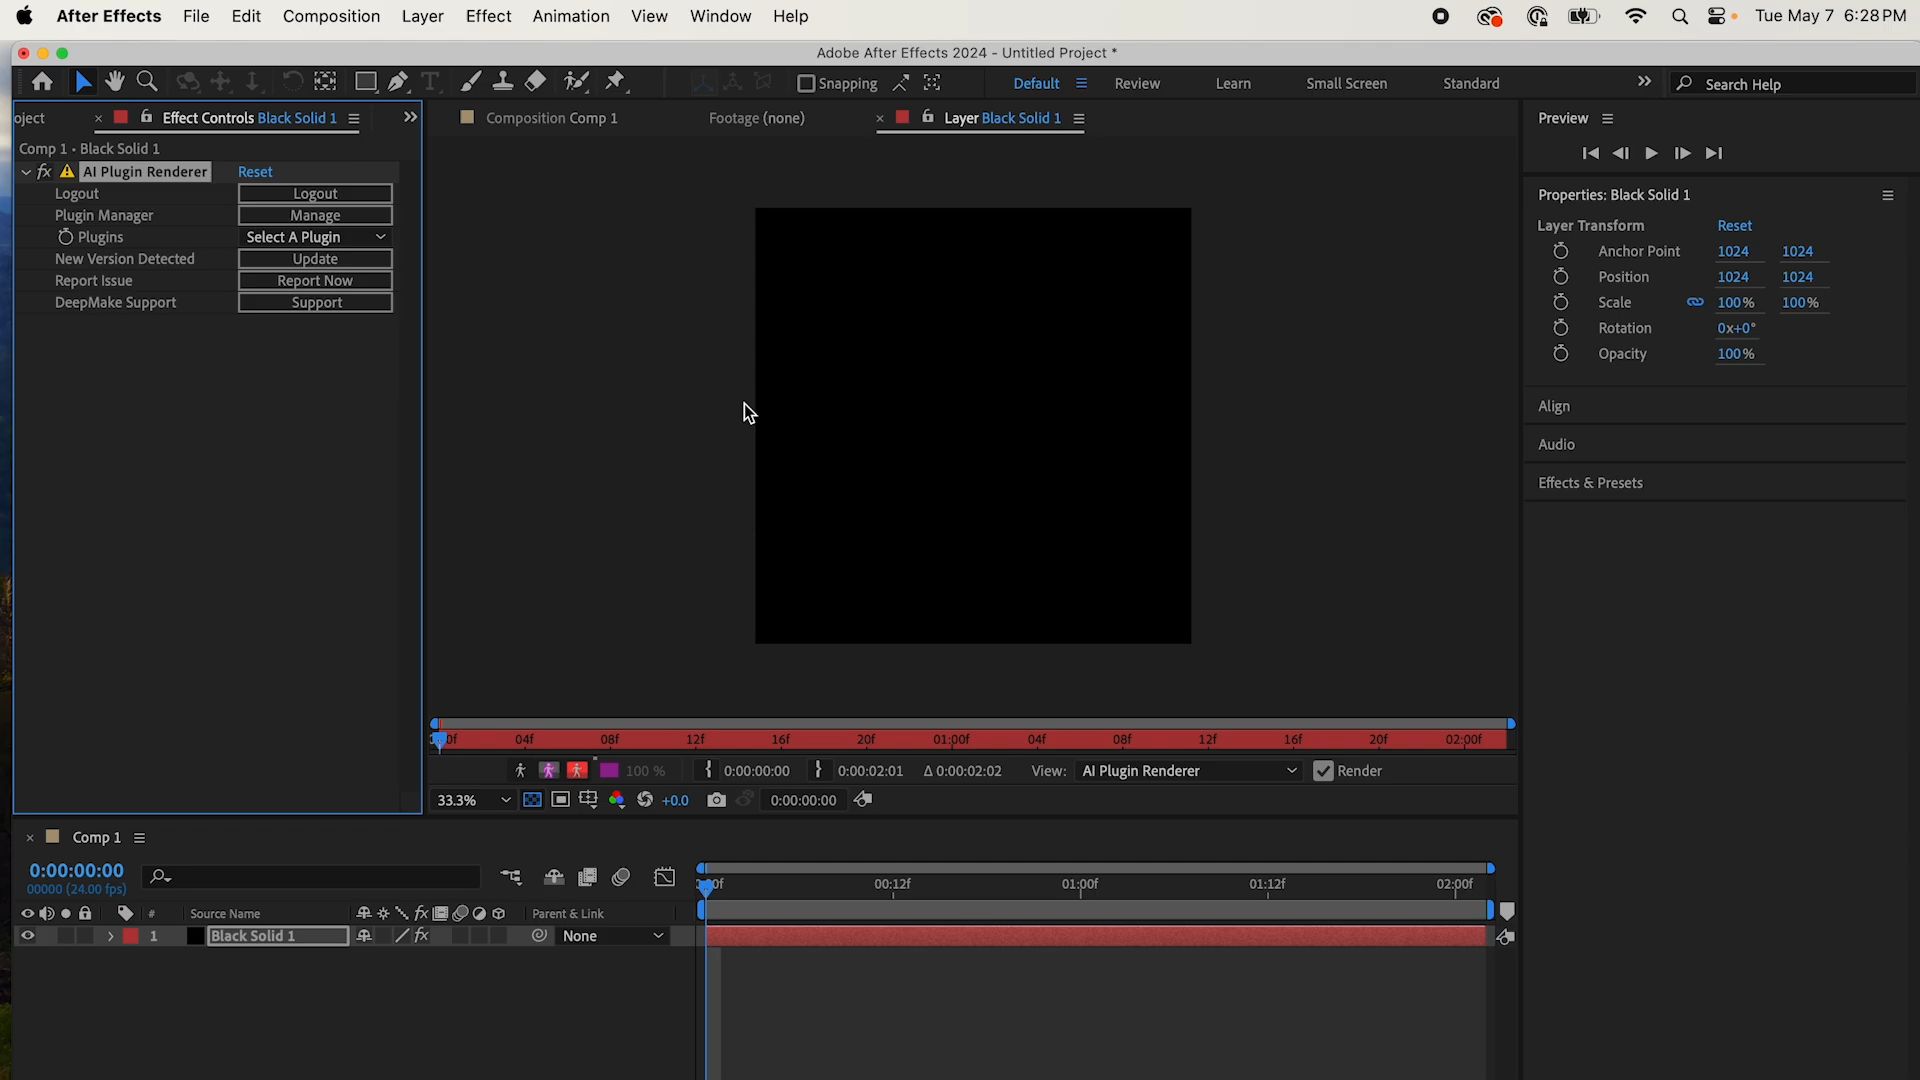 After Effects File Edit Composition Layer Effect Animation View Window Help Tue May 7 6:28 PM
Adobe After Effects 2024 - Untitled Project *
Snapping Default Review Learn Small Screen Standard Search Help
oject Effect Controls Black Solid 1 Composition Comp 1 Footage (none) Layer Black Solid 1 Preview
Comp 1 • Black Solid 1
fx AI Plugin Renderer Reset
Logout Logout
Plugin Manager Manage
Plugins Select A Plugin
New Version Detected Update
Report Issue Report Now
DeepMake Support Support
Properties: Black Solid 1
Layer Transform Reset
Anchor Point 1024 1024
Position 1024 1024
Scale 100% 100%
Rotation 0x+0°
Opacity 100%
Align
Audio
Effects & Presets
04f 08f 12f 16f 20f 01:00f 04f 08f 12f 16f 20f 02:00f
100 % 0:00:00:00 0:00:02:01 Δ 0:00:02:02 View: AI Plugin Renderer Render
33.3% +0.0 0:00:00:00
Comp 1
0:00:00:00
00000 (24.00 fps)
00:12f 01:00f 01:12f 02:00f
# Source Name fx Parent & Link
1 Black Solid 1 fx None